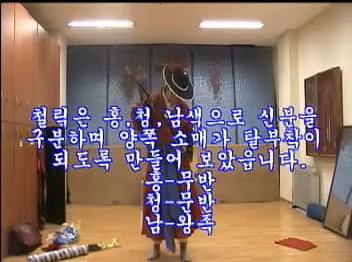 철릭은 홍,청,남색으로 신분을
구분하며 양쪽 소매가 탈부착이
되도록 만들어 보았읍니다.
홍-무반
청-문반
남-왕족